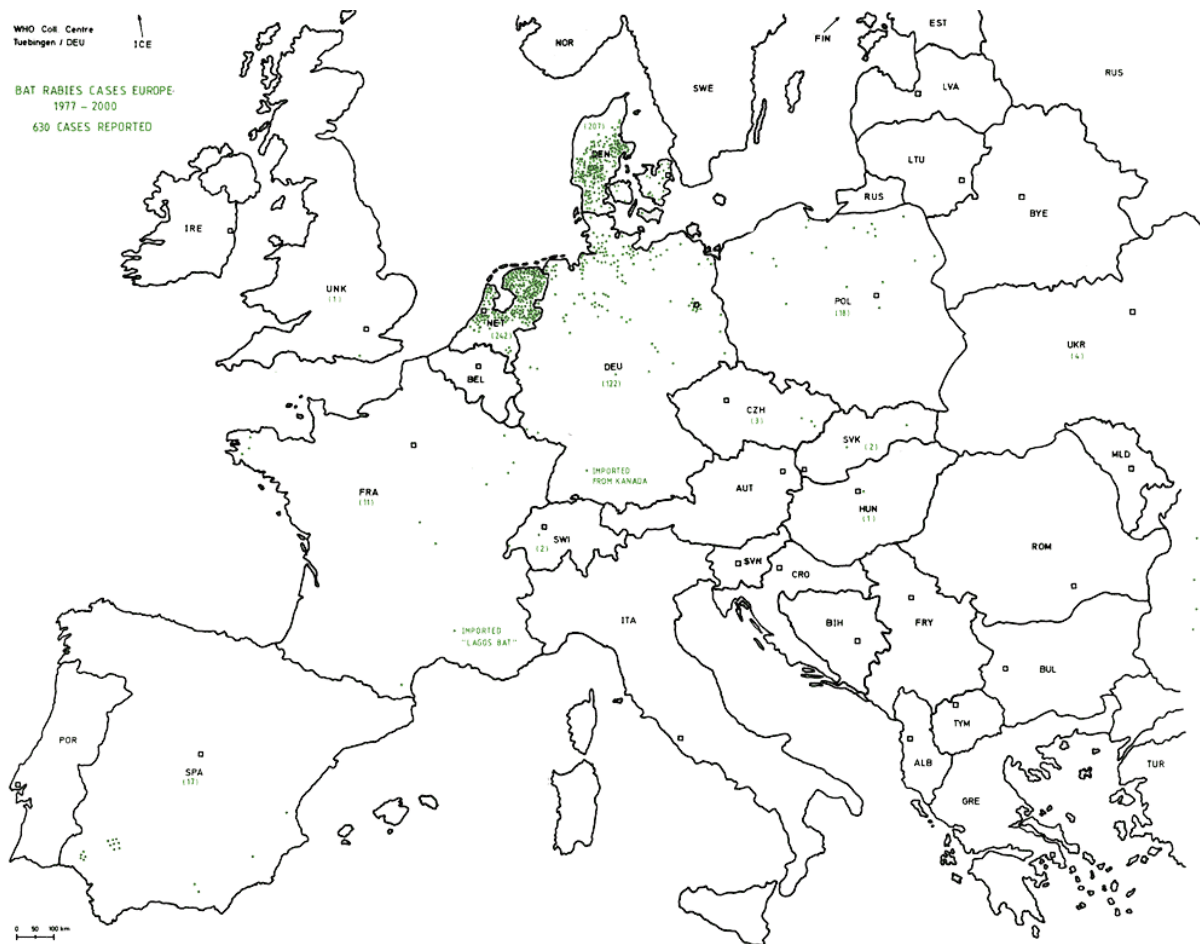 WHO Coll. Centre
Tuebingen / DEU
ICE
BAT RABIES CASES EUROPE
1977 - 2000
630 CASES REPORTED
NOR
SWE
FIN
EST
RUS
LVA
LTU
RUS
BYE
(207)
DEN
IRE
UNK
(1)
NET
(242)
BEL
DEU
(122)
POL
(18)
UKR
(4)
CZH
(3)
SVK
(2)
MLD
• IMPORTED
FROM KANADA
FRA
(11)
AUT
HUN
(1)
SWI
(2)
ROM
SVN
CRO
• IMPORTED
"LAGOS BAT"
ITA
BIH
FRY
BUL
POR
SPA
(17)
TYM
ALB
GRE
TUR
0 50 100 km